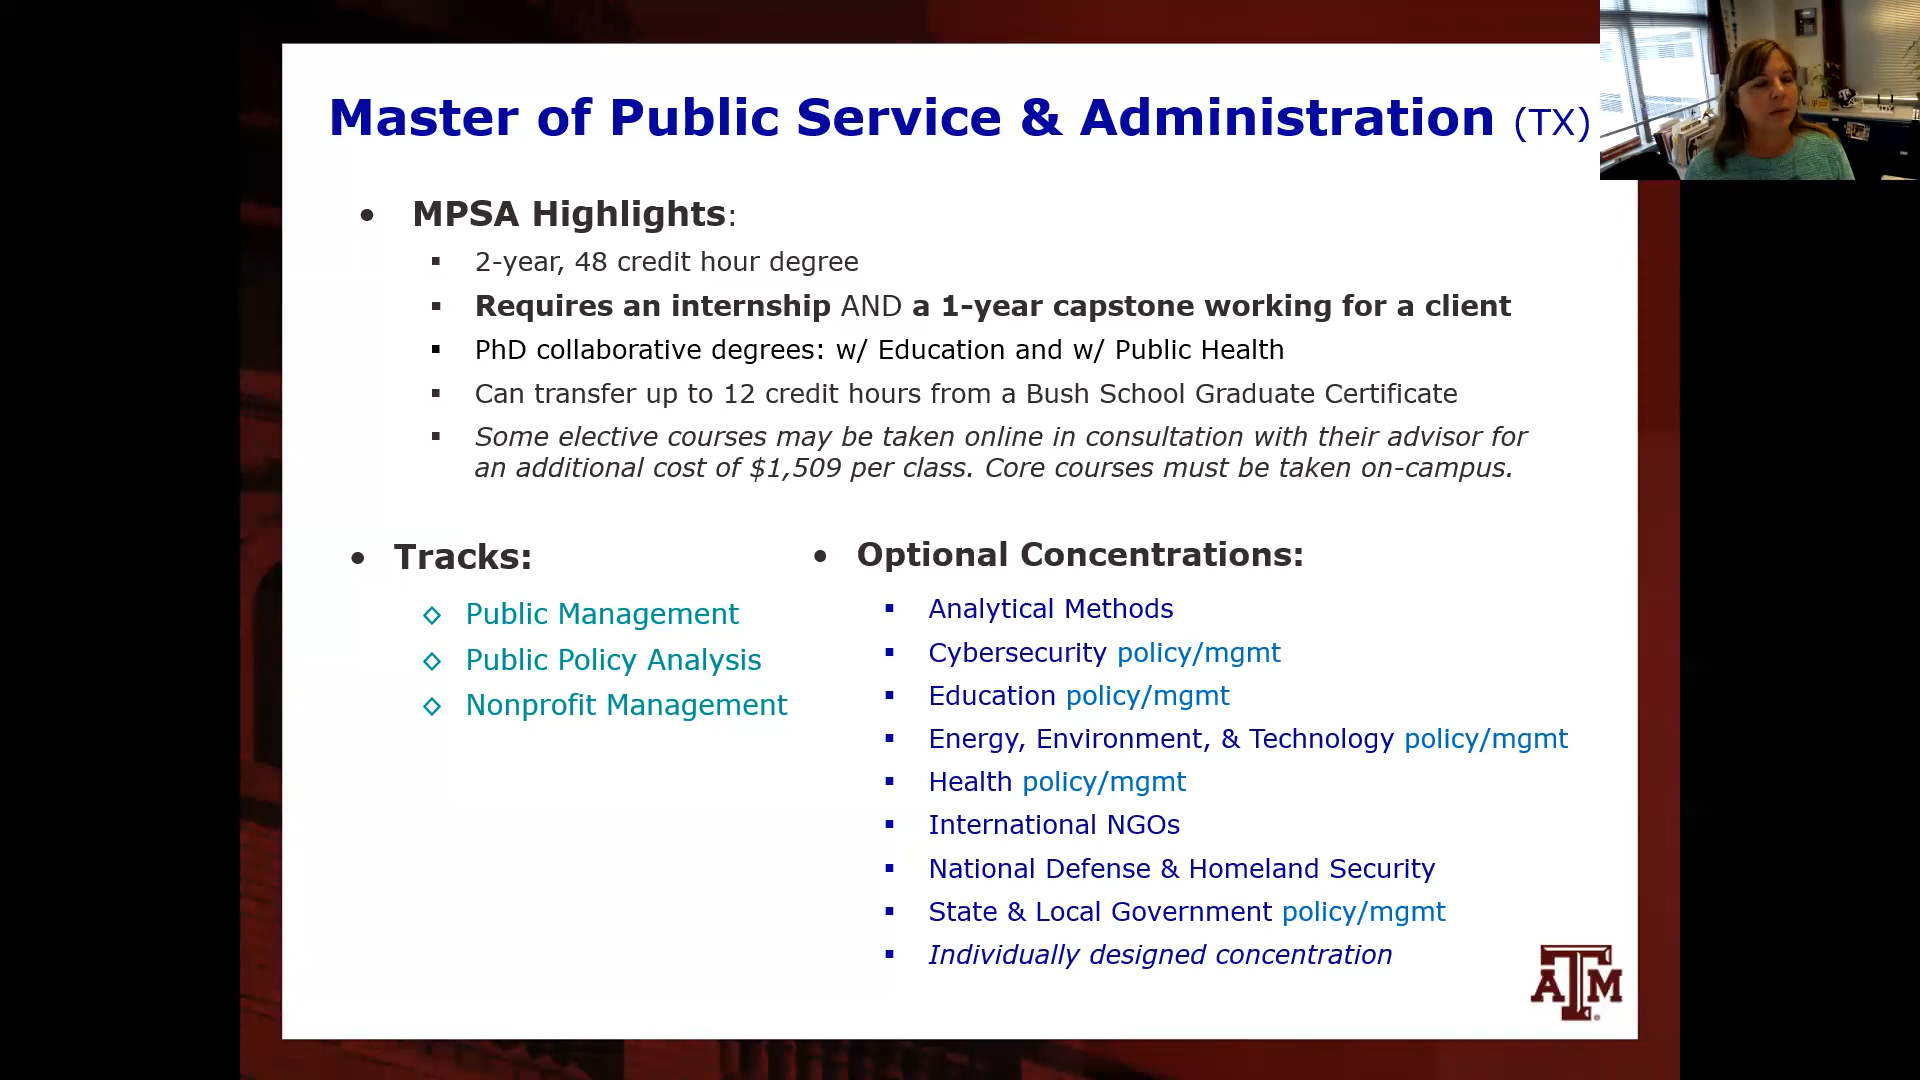 Master of Public Service & Administration (TX)
• MPSA Highlights:
▪ 2-year, 48 credit hour degree
▪ Requires an internship AND a 1-year capstone working for a client
▪ PhD collaborative degrees: w/ Education and w/ Public Health
▪ Can transfer up to 12 credit hours from a Bush School Graduate Certificate
▪ Some elective courses may be taken online in consultation with their advisor for
an additional cost of $1,509 per class. Core courses must be taken on-campus.
• Tracks:
◇ Public Management
◇ Public Policy Analysis
◇ Nonprofit Management
• Optional Concentrations:
▪ Analytical Methods
▪ Cybersecurity policy/mgmt
▪ Education policy/mgmt
▪ Energy, Environment, & Technology policy/mgmt
▪ Health policy/mgmt
▪ International NGOs
▪ National Defense & Homeland Security
▪ State & Local Government policy/mgmt
▪ Individually designed concentration
ATM®